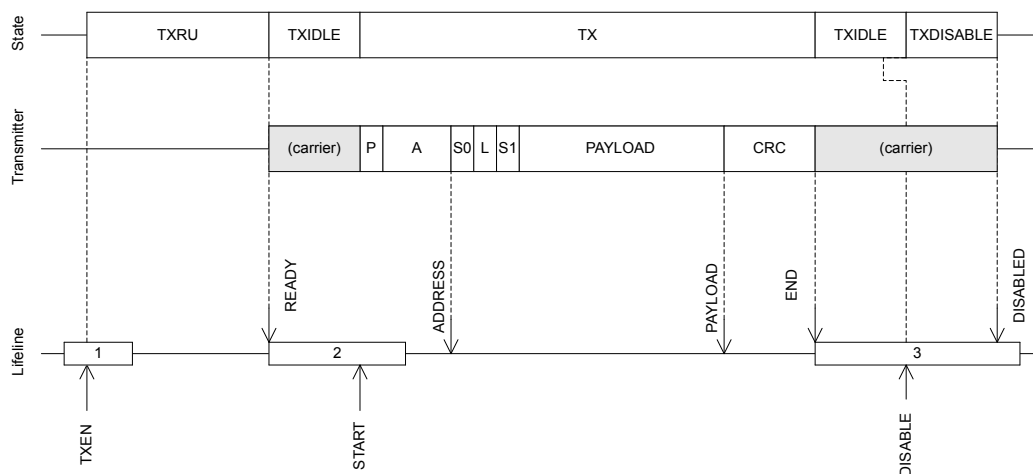 State
TXRU TXIDLE TX TXIDLE TXDISABLE
Transmitter
(carrier) P A S0 L S1 PAYLOAD CRC (carrier)
READY
ADDRESS
PAYLOAD
END
DISABLED
Lifeline
1 2 3
TXEN
START
DISABLE